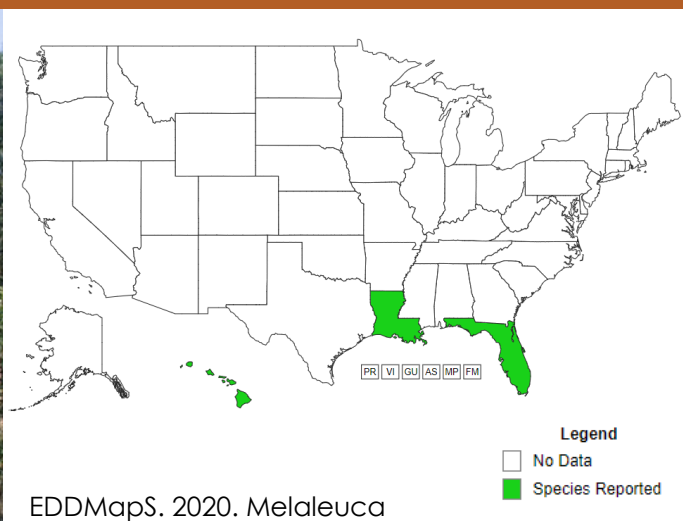 PR VI GU AS MP FM
Legend
No Data
Species Reported
EDDMapS. 2020. Melaleuca